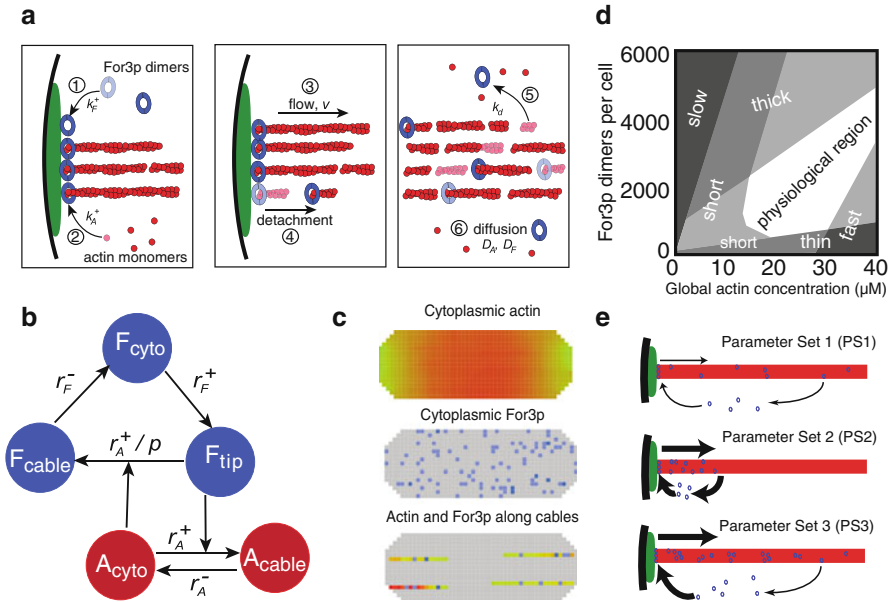 a
For3p dimers
①
k_F^+
②
k_A^+
actin monomers
③
flow, v
detachment
④
⑤
k_d
⑥ diffusion
D_A, D_F
b
F_cyto
r_F^-
r_F^+
F_cable
r_A^+ / p
F_tip
r_A^+
A_cyto
A_cable
r_A^-
c
Cytoplasmic actin
Cytoplasmic For3p
Actin and For3p along cables
d
For3p dimers per cell
6000
4000
2000
0
slow
thick
short
physiological region
short
thin
fast
0
10
20
30
40
Global actin concentration (µM)
e
Parameter Set 1 (PS1)
Parameter Set 2 (PS2)
Parameter Set 3 (PS3)